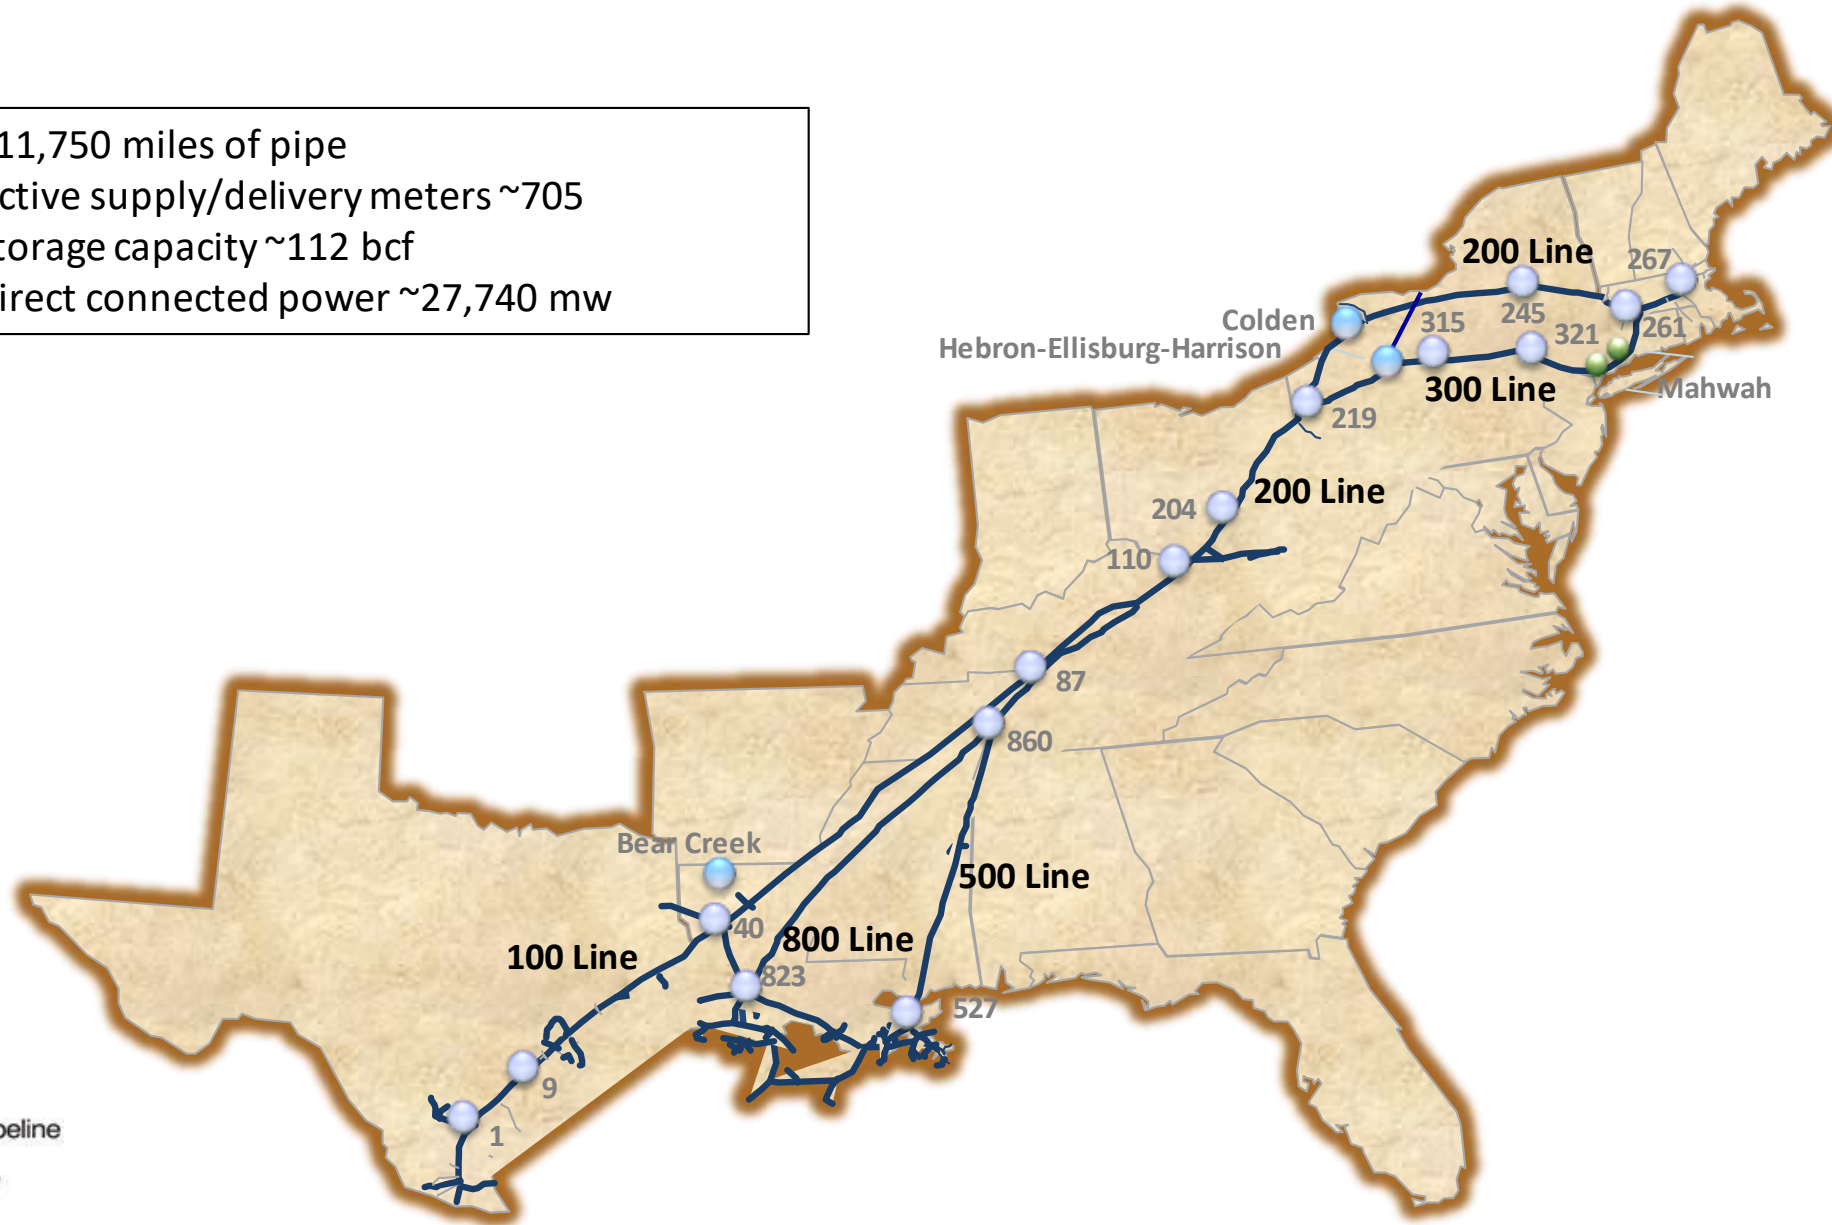 11,750 miles of pipe
ctive supply/delivery meters ~705
torage capacity ~112 bcf
irect connected power ~27,740 mw
200 Line
267
Colden
315
245
321
261
Hebron-Ellisburg-Harrison
300 Line
Mahwah
219
200 Line
204
110
87
860
Bear Creek
500 Line
40
800 Line
100 Line
823
527
9
1
peline